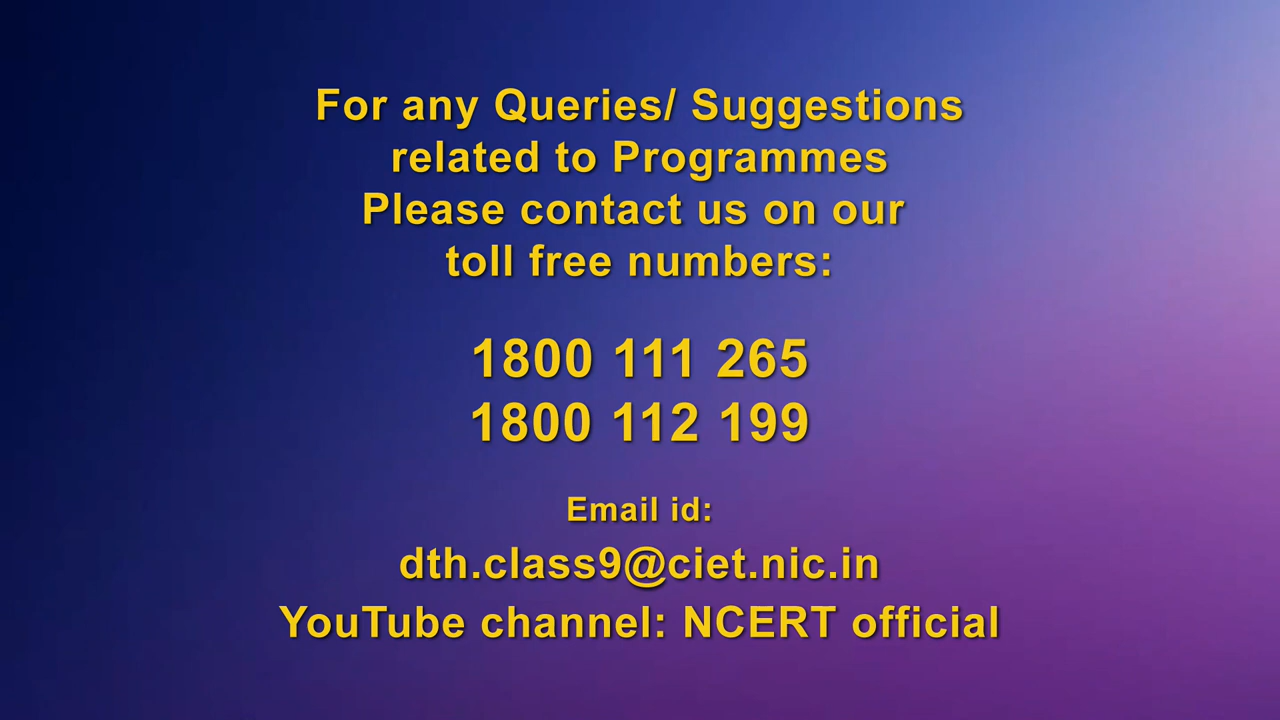 For any Queries/ Suggestions
related to Programmes
Please contact us on our
toll free numbers:
1800 111 265
1800 112 199
Email id:
dth.class9@ciet.nic.in
YouTube channel: NCERT official